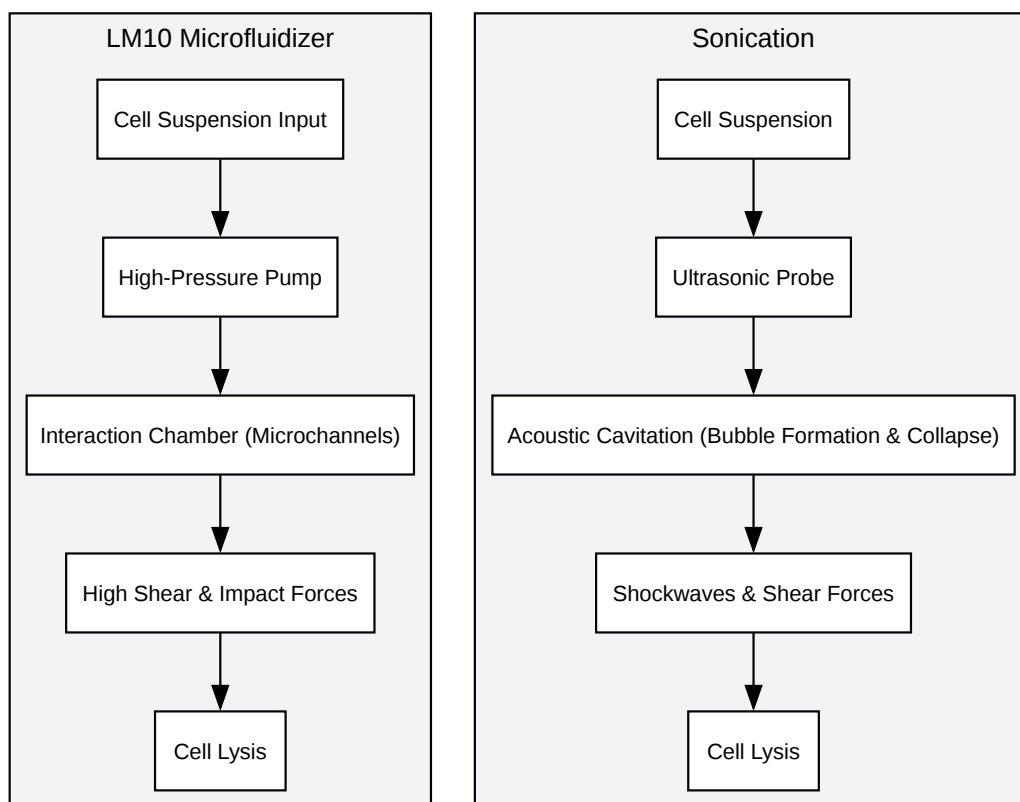 LM10 Microfluidizer
Cell Suspension Input
High-Pressure Pump
Interaction Chamber (Microchannels)
High Shear & Impact Forces
Cell Lysis
Sonication
Cell Suspension
Ultrasonic Probe
Acoustic Cavitation (Bubble Formation & Collapse)
Shockwaves & Shear Forces
Cell Lysis